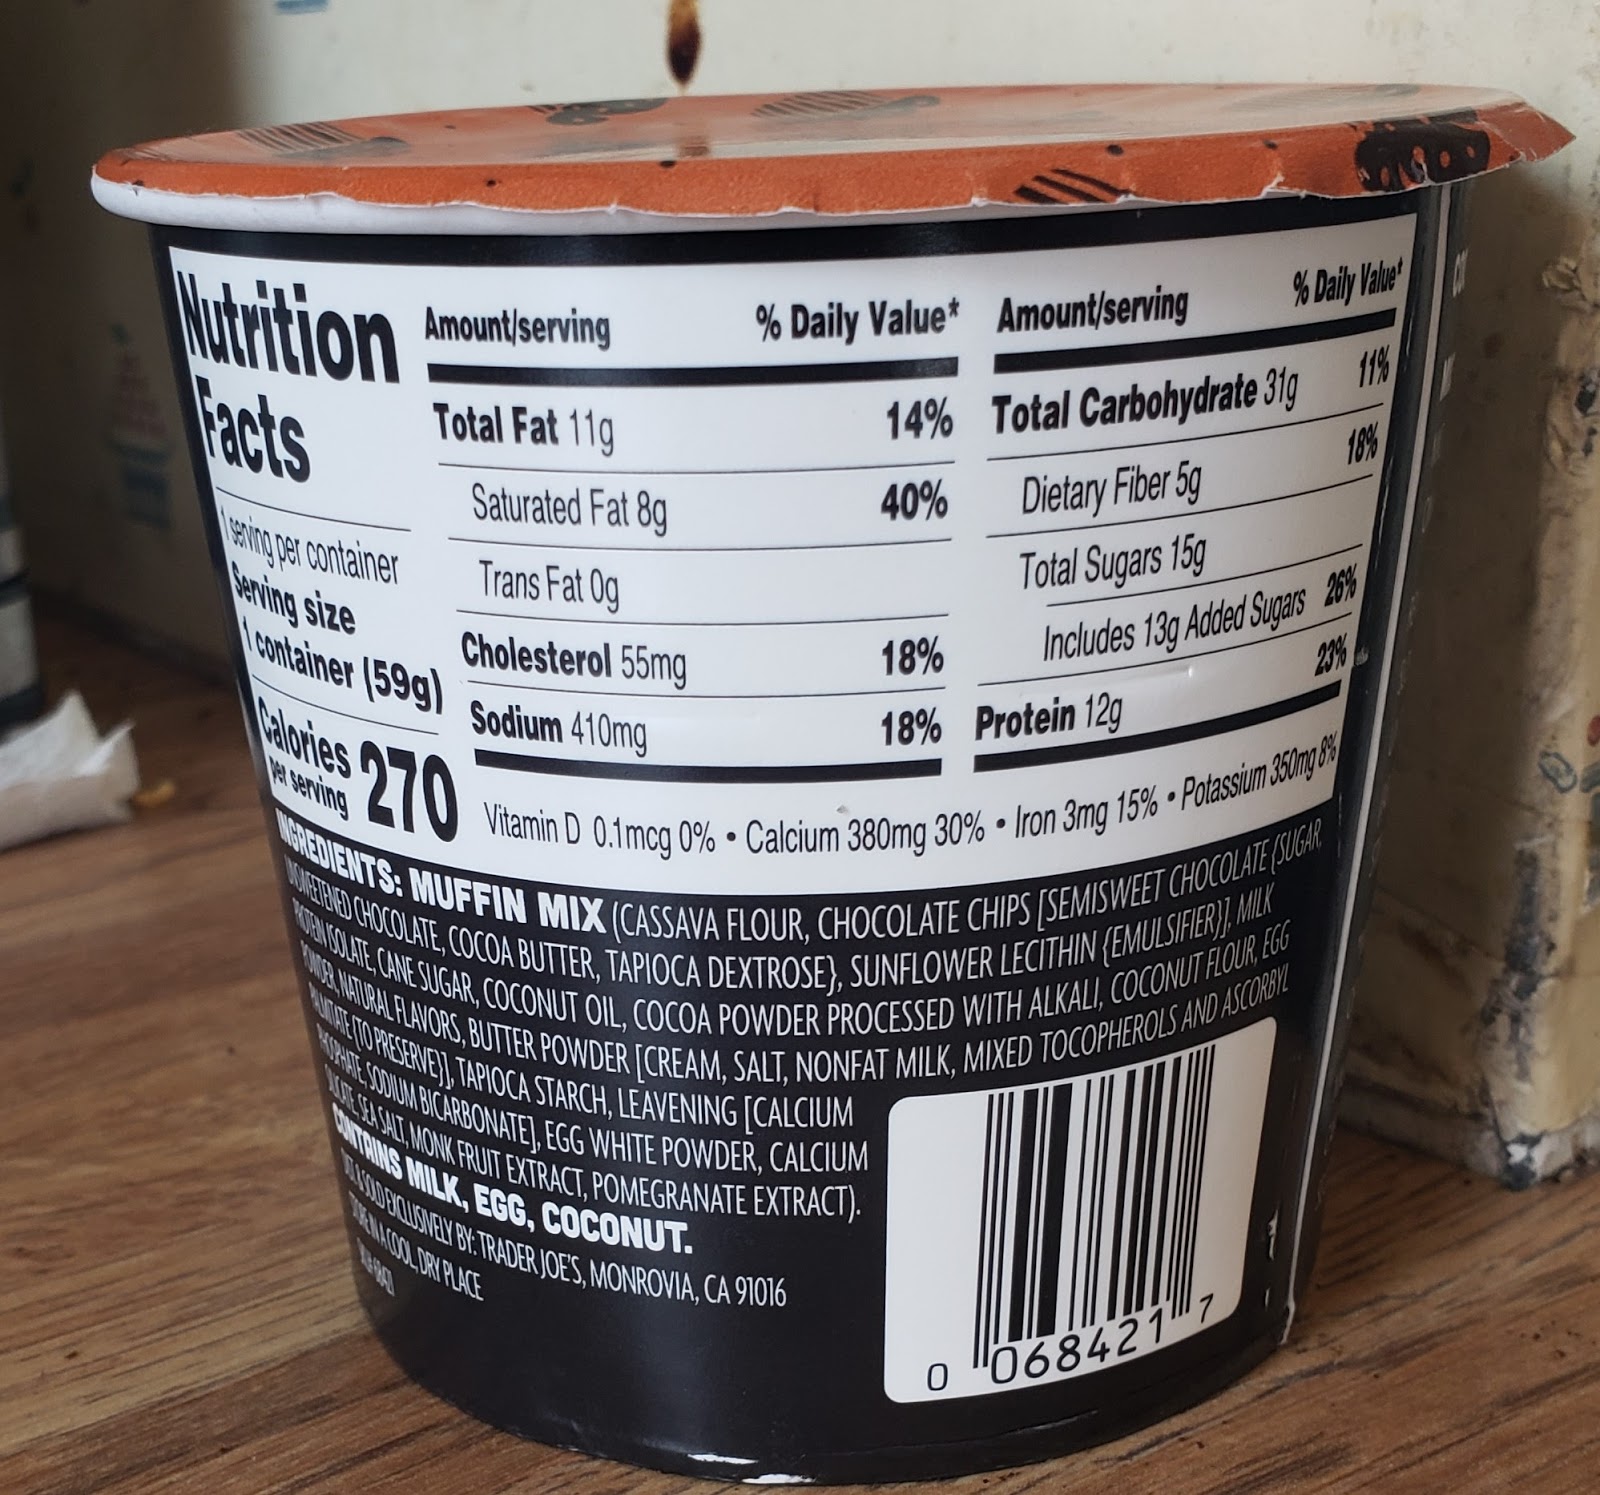 Nutrition
Facts
1 serving per container
Serving size
1 container (59g)
Calories
per serving
270
Amount/serving % Daily Value*
Total Fat 11g 14%
Saturated Fat 8g 40%
Trans Fat 0g
Cholesterol 55mg 18%
Sodium 410mg 18%
Amount/serving % Daily Value*
Total Carbohydrate 31g 11%
Dietary Fiber 5g 18%
Total Sugars 15g
Includes 13g Added Sugars 26%
Protein 12g 23%
Vitamin D 0.1mcg 0% • Calcium 380mg 30% • Iron 3mg 15% • Potassium 350mg 8%
INGREDIENTS: MUFFIN MIX (CASSAVA FLOUR, CHOCOLATE CHIPS [SEMISWEET CHOCOLATE {SUGAR,
UNSWEETENED CHOCOLATE, COCOA BUTTER, TAPIOCA DEXTROSE}, SUNFLOWER LECITHIN {EMULSIFIER}], MILK
PROTEIN ISOLATE, CANE SUGAR, COCONUT OIL, COCOA POWDER PROCESSED WITH ALKALI, COCONUT FLOUR, EGG
POWDER, NATURAL FLAVORS, BUTTER POWDER [CREAM, SALT, NONFAT MILK, MIXED TOCOPHEROLS AND ASCORBYL
PALMITATE {TO PRESERVE}], TAPIOCA STARCH, LEAVENING [CALCIUM
PHOSPHATE, SODIUM BICARBONATE], EGG WHITE POWDER, CALCIUM
SILICATE, SEA SALT, MONK FRUIT EXTRACT, POMEGRANATE EXTRACT).
CONTAINS MILK, EGG, COCONUT.
DIST. & SOLD EXCLUSIVELY BY: TRADER JOE'S, MONROVIA, CA 91016
STORE IN A COOL, DRY PLACE
68421
0 068421 7